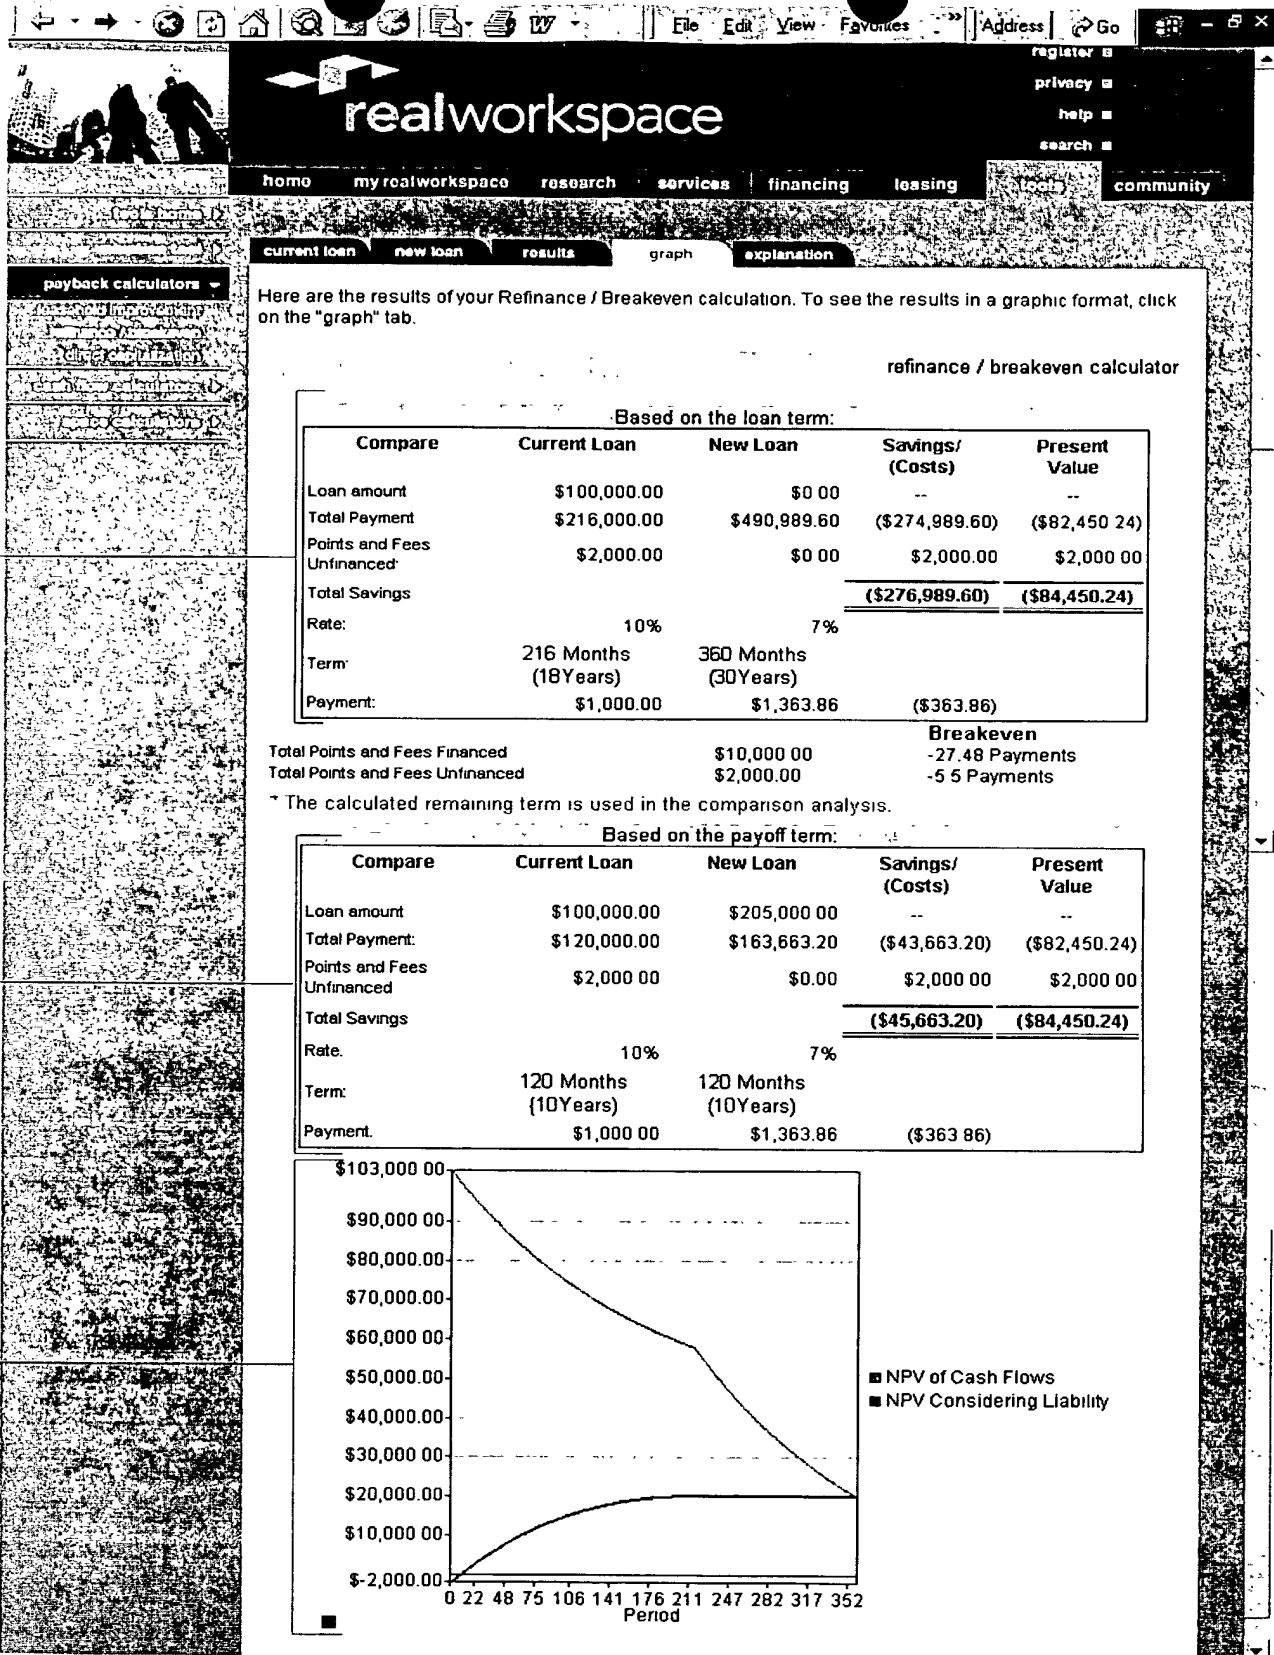 File Edit View Favorites » Address Go
register
privacy
help
search
realworkspace
home my realworkspace research services financing leasing tools community
current loan new loan results graph explanation
payback calculators
Here are the results of your Refinance / Breakeven calculation. To see the results in a graphic format, click
on the "graph" tab.
refinance / breakeven calculator
Based on the loan term:
Compare Current Loan New Loan Savings/ (Costs) Present Value
Loan amount $100,000.00 $0 00 -- --
Total Payment $216,000.00 $490,989.60 ($274,989.60) ($82,450 24)
Points and Fees Unfinanced $2,000.00 $0 00 $2,000.00 $2,000 00
Total Savings ($276,989.60) ($84,450.24)
Rate: 10% 7%
Term 216 Months (18Years) 360 Months (30Years)
Payment: $1,000.00 $1,363.86 ($363.86)
Breakeven
Total Points and Fees Financed $10,000 00 -27.48 Payments
Total Points and Fees Unfinanced $2,000.00 -5 5 Payments
* The calculated remaining term is used in the comparison analysis.
Based on the payoff term:
Compare Current Loan New Loan Savings/ (Costs) Present Value
Loan amount $100,000.00 $205,000 00 -- --
Total Payment: $120,000.00 $163,663.20 ($43,663.20) ($82,450.24)
Points and Fees Unfinanced $2,000 00 $0.00 $2,000 00 $2,000 00
Total Savings ($45,663.20) ($84,450.24)
Rate. 10% 7%
Term: 120 Months (10Years) 120 Months (10Years)
Payment. $1,000 00 $1,363.86 ($363 86)
$103,000 00
$90,000 00
$80,000.00
$70,000.00
$60,000 00
$50,000.00
$40,000.00
$30,000 00
$20,000.00
$10,000 00
$-2,000.00
0 22 48 75 106 141 176 211 247 282 317 352
Period
NPV of Cash Flows
NPV Considering Liability